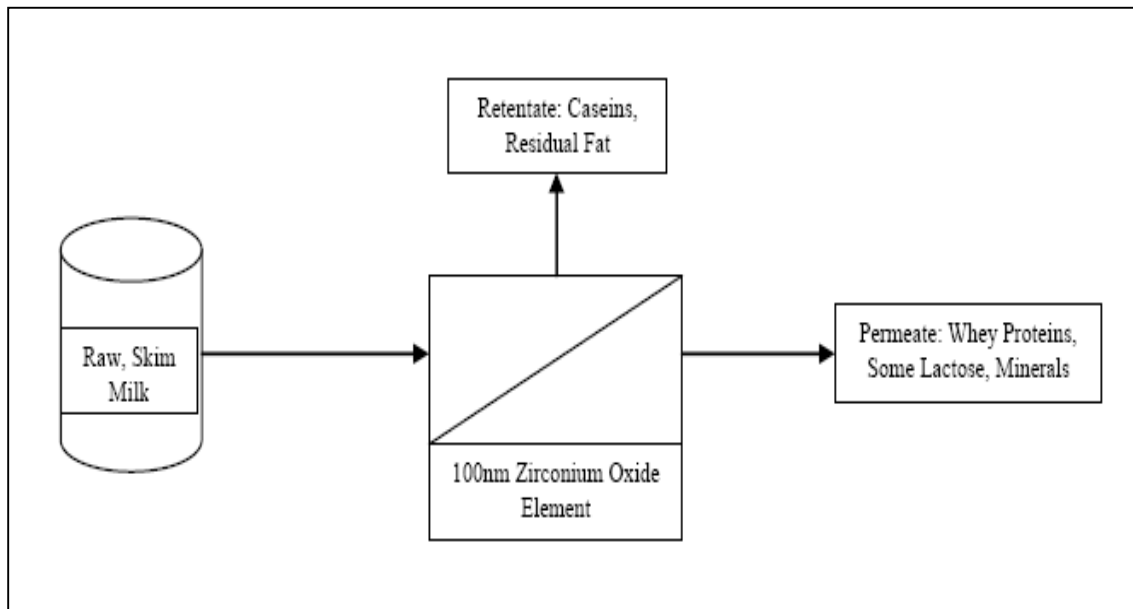 Retentate: Caseins,
Residual Fat
Raw, Skim
Milk
Permeate: Whey Proteins,
Some Lactose, Minerals
100nm Zirconium Oxide
Element